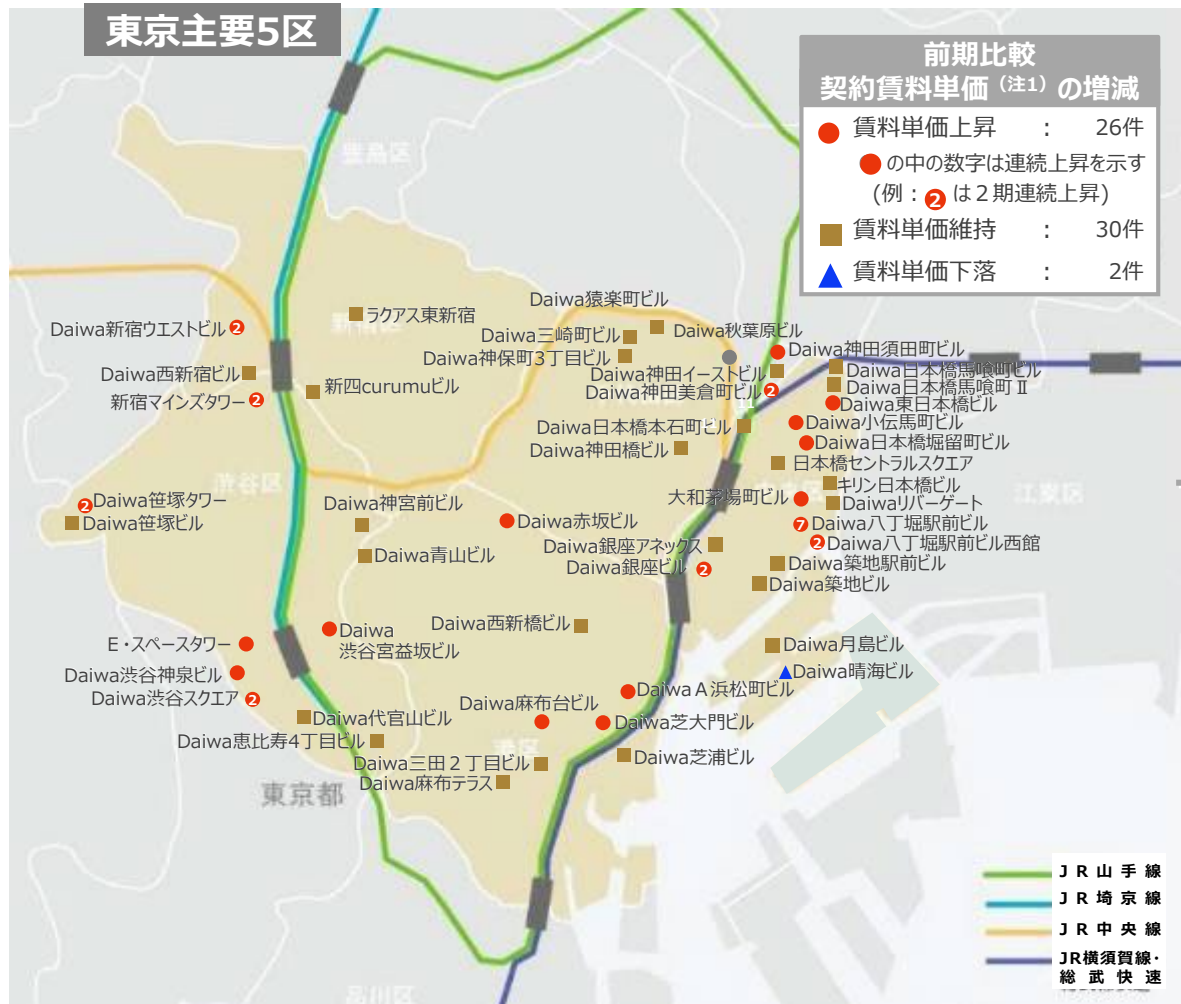 東京主要5区
前期比較
契約賃料単価（注1）の増減
賃料単価上昇 : 26件
の中の数字は連続上昇を示す
(例：2 は２期連続上昇)
賃料単価維持 : 30件
賃料単価下落 : 2件
豊島区
Daiwa猿楽町ビル
ラクアス東新宿
新宿区
Daiwa新宿ウエストビル 2
Daiwa三崎町ビル
Daiwa秋葉原ビル
Daiwa神保町3丁目ビル
Daiwa神田須田町ビル
Daiwa西新宿ビル
Daiwa神田イーストビル
Daiwa日本橋馬喰町ビル
新四curumuビル
Daiwa神田美倉町ビル 2
Daiwa日本橋馬喰町Ⅱ
新宿マインズタワー 2
11
Daiwa東日本橋ビル
Daiwa日本橋本石町ビル
Daiwa小伝馬町ビル
Daiwa神田橋ビル
Daiwa日本橋堀留町ビル
日本橋セントラルスクエア
渋谷区
キリン日本橋ビル
江東区
2 Daiwa笹塚タワー
大和茅場町ビル
Daiwaリバーゲート
Daiwa笹塚ビル
Daiwa神宮前ビル
Daiwa赤坂ビル
7 Daiwa八丁堀駅前ビル
Daiwa銀座アネックス
2 Daiwa八丁堀駅前ビル西館
Daiwa青山ビル
Daiwa銀座ビル 2
Daiwa築地駅前ビル
Daiwa築地ビル
Daiwa西新橋ビル
E・スペースタワー
Daiwa
渋谷宮益坂ビル
Daiwa月島ビル
Daiwa渋谷神泉ビル
Daiwa晴海ビル
Daiwa渋谷スクエア 2
DaiwaＡ浜松町ビル
Daiwa麻布台ビル
Daiwa代官山ビル
Daiwa芝大門ビル
Daiwa恵比寿4丁目ビル
港区
Daiwa三田２丁目ビル
Daiwa芝浦ビル
Daiwa麻布テラス
東京都
品川区
ＪＲ山手線
ＪＲ埼京線
ＪＲ中央線
JR横須賀線・
総武快速